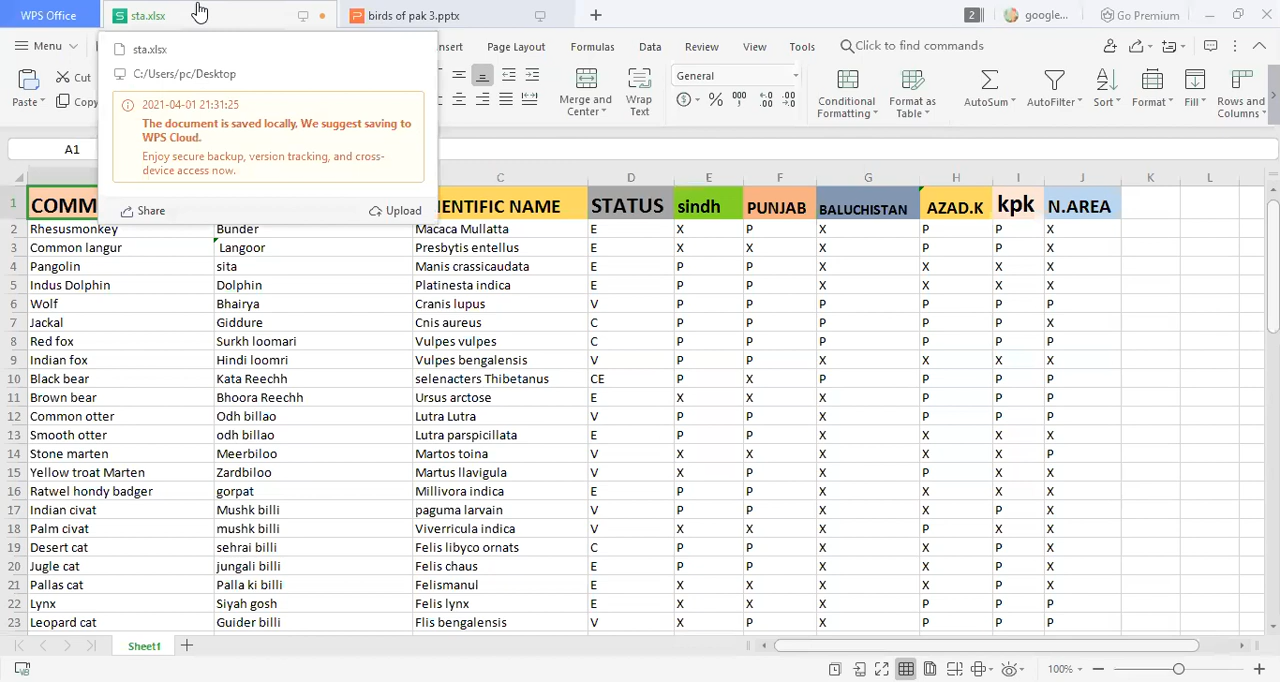 WPS Office sta.xlsx birds of pak 3.pptx 2 google... Go Premium
Menu nsert Page Layout Formulas Data Review View Tools Click to find commands
sta.xlsx
C:/Users/pc/Desktop
2021-04-01 21:31:25
The document is saved locally, We suggest saving to
WPS Cloud.
Enjoy secure backup, version tracking, and cross-
device access now.
Share Upload
Paste Cut Copy
Merge and Center
Wrap Text
General
Conditional Formatting
Format as Table
AutoSum AutoFilter Sort Format Fill Rows and Columns
A1
C D E F G H I J K L
1 COMM IENTIFIC NAME STATUS sindh PUNJAB BALUCHISTAN AZAD.K kpk N.AREA
2 Rhesusmonkey Bunder Macaca Mullatta E X P X P P X
3 Common langur Langoor Presbytis entellus E X X X P P X
4 Pangolin sita Manis crassicaudata E P P X X X X
5 Indus Dolphin Dolphin Platinesta indica E P P X X X X
6 Wolf Bhairya Cranis lupus V P P P P P P
7 Jackal Giddure Cnis aureus C P P P P P X
8 Red fox Surkh loomari Vulpes vulpes C P P P P P P
9 Indian fox Hindi loomri Vulpes bengalensis V P P X X X X
10 Black bear Kata Reechh selenacters Thibetanus CE P X P P P P
11 Brown bear Bhoora Reechh Ursus arctose E X X X P P P
12 Common otter Odh billao Lutra Lutra V P P X P P X
13 Smooth otter odh billao Lutra parspicillata E P P X X X X
14 Stone marten Meerbiloo Martos toina V X X X X X P
15 Yellow troat Marten Zardbiloo Martus llavigula V X X X P X X
16 Ratwel hondy badger gorpat Millivora indica E P P X X X X
17 Indian civat Mushk billi paguma larvain V P P X X X X
18 Palm civat mushk billi Viverricula indica V X X X P X X
19 Desert cat sehrai billi Felis libyco ornats C P P X X X X
20 Jugle cat jungali billi Felis chaus E P P X X X X
21 Pallas cat Palla ki billi Felismanul E X X X X X X
22 Lynx Siyah gosh Felis lynx E X X X P P P
23 Leopard cat Guider billi Flis bengalensis V X X X P P P
Sheet1
100%